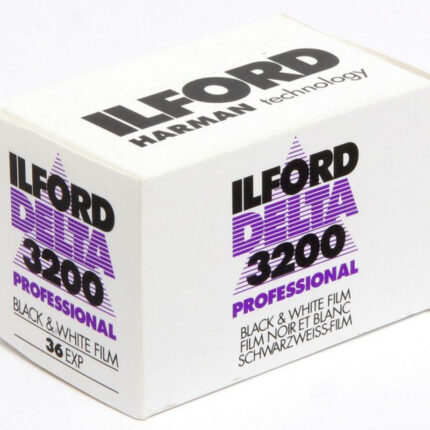 ILFORD
HARMAN technology
ILFORD
DELTA
3200
PROFESSIONAL
BLACK & WHITE FILM
36 EXP
ILFORD
DELTA
3200
PROFESSIONAL
BLACK & WHITE FILM
FILM NOIR ET BLANC
SCHWARZWEISS-FILM